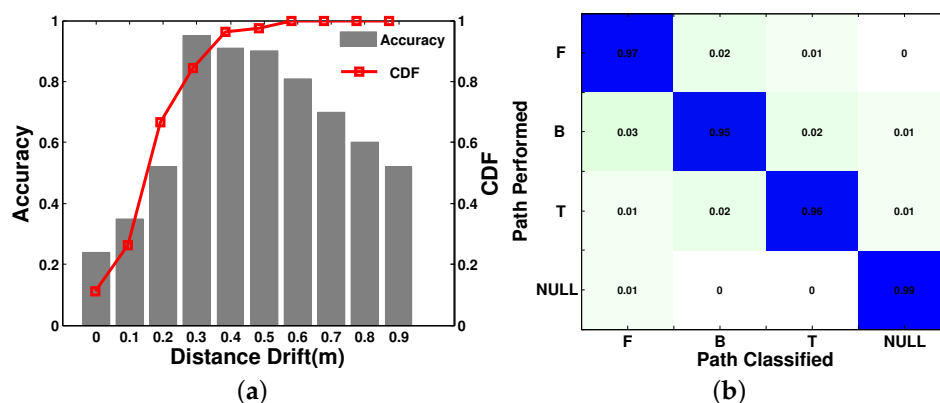 1
0.8
0.6
0.4
0.2
0
Accuracy
0 0.1 0.2 0.3 0.4 0.5 0.6 0.7 0.8 0.9
Distance Drift(m)
1
0.8
0.6
0.4
0.2
0
CDF
Accuracy
CDF
(a)
Path Performed
F 0.97 0.02 0.01 0
B 0.03 0.95 0.02 0.01
T 0.01 0.02 0.96 0.01
NULL 0.01 0 0 0.99
F B T NULL
Path Classified
(b)